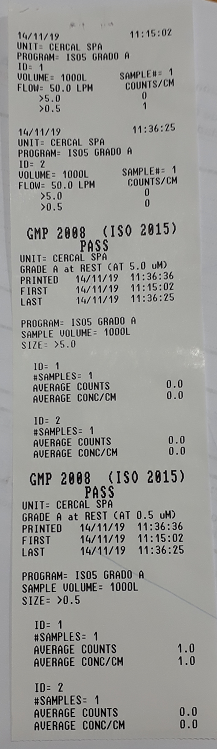 14/11/19 11:15:02
UNIT= CERCAL SPA
PROGRAM= ISO5 GRADO A
ID= 1
VOLUME= 1000L SAMPLE#= 1
FLOW= 50.0 LPM COUNTS/CM
>5.0 0
>0.5 1
14/11/19 11:36:25
UNIT= CERCAL SPA
PROGRAM= ISO5 GRADO A
ID= 2
VOLUME= 1000L SAMPLE#= 1
FLOW= 50.0 LPM COUNTS/CM
>5.0 0
>0.5 0
GMP 2008 (ISO 2015)
PASS
UNIT= CERCAL SPA
GRADE A at REST (AT 5.0 uM)
PRINTED 14/11/19 11:36:36
FIRST 14/11/19 11:15:02
LAST 14/11/19 11:36:25
PROGRAM= ISO5 GRADO A
SAMPLE VOLUME= 1000L
SIZE= >5.0
ID= 1
#SAMPLES= 1
AVERAGE COUNTS 0.0
AVERAGE CONC/CM 0.0
ID= 2
#SAMPLES= 1
AVERAGE COUNTS 0.0
AVERAGE CONC/CM 0.0
GMP 2008 (ISO 2015)
PASS
UNIT= CERCAL SPA
GRADE A at REST (AT 0.5 uM)
PRINTED 14/11/19 11:36:36
FIRST 14/11/19 11:15:02
LAST 14/11/19 11:36:25
PROGRAM= ISO5 GRADO A
SAMPLE VOLUME= 1000L
SIZE= >0.5
ID= 1
#SAMPLES= 1
AVERAGE COUNTS 1.0
AVERAGE CONC/CM 1.0
ID= 2
#SAMPLES= 1
AVERAGE COUNTS 0.0
AVERAGE CONC/CM 0.0